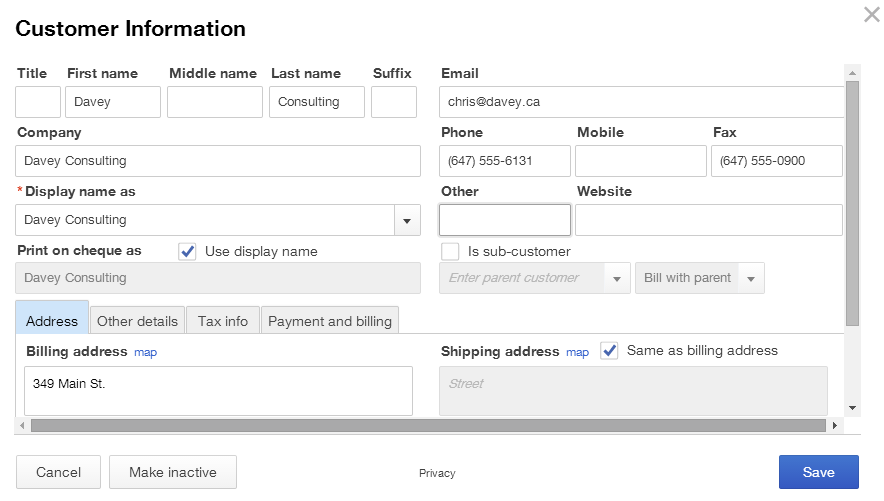 Customer Information
Title First name Middle name Last name Suffix Email
Davey Consulting chris@davey.ca
Company Phone Mobile Fax
Davey Consulting (647) 555-6131 (647) 555-0900
* Display name as Other Website
Davey Consulting
Print on cheque as Use display name Is sub-customer
Davey Consulting Enter parent customer Bill with parent
Address Other details Tax info Payment and billing
Billing address map Shipping address map Same as billing address
349 Main St. Street
Cancel Make inactive Privacy Save